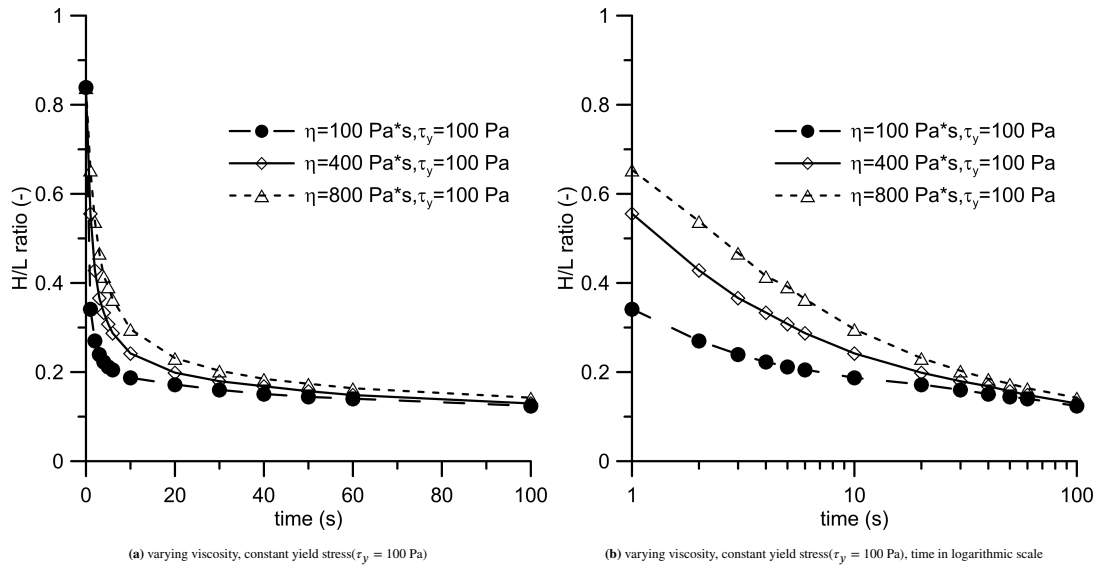 1
0.8
0.6
0.4
0.2
0
H/L ratio (-)
0 20 40 60 80 100
time (s)
η=100 Pa*s,τy=100 Pa
η=400 Pa*s,τy=100 Pa
η=800 Pa*s,τy=100 Pa
(a) varying viscosity, constant yield stress(τy = 100 Pa)
1
0.8
0.6
0.4
0.2
0
H/L ratio (-)
1 10 100
time (s)
η=100 Pa*s,τy=100 Pa
η=400 Pa*s,τy=100 Pa
η=800 Pa*s,τy=100 Pa
(b) varying viscosity, constant yield stress(τy = 100 Pa), time in logarithmic scale